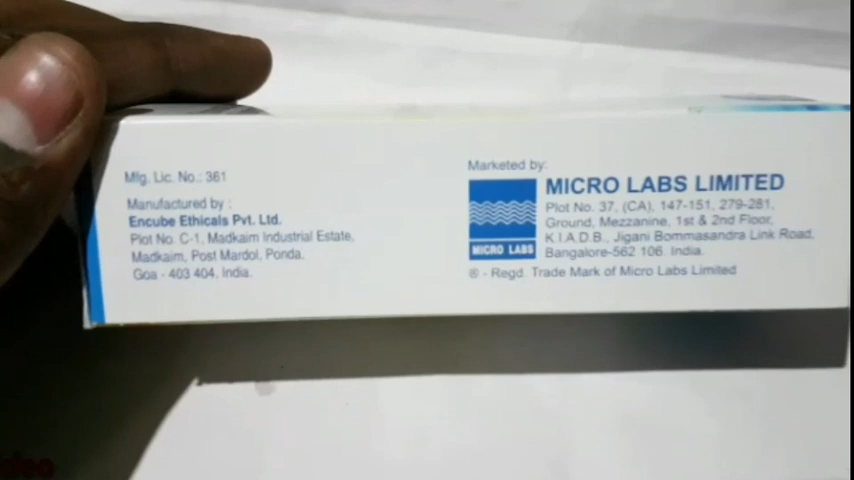 Mfg. Lic. No.: 361
Manufactured by :
Encube Ethicals Pvt. Ltd.
Plot No. C-1, Madkaim Industrial Estate,
Madkaim, Post Mardol, Ponda.
Goa - 403 404, India.
Marketed by:
MICRO LABS LIMITED
Plot No. 37, (CA), 147-151, 279-281,
Ground, Mezzanine, 1st & 2nd Floor,
K.I.A.D.B., Jigani Bommasandra Link Road,
Bangalore-562 106. India.
MICRO LABS
® - Regd. Trade Mark of Micro Labs Limited